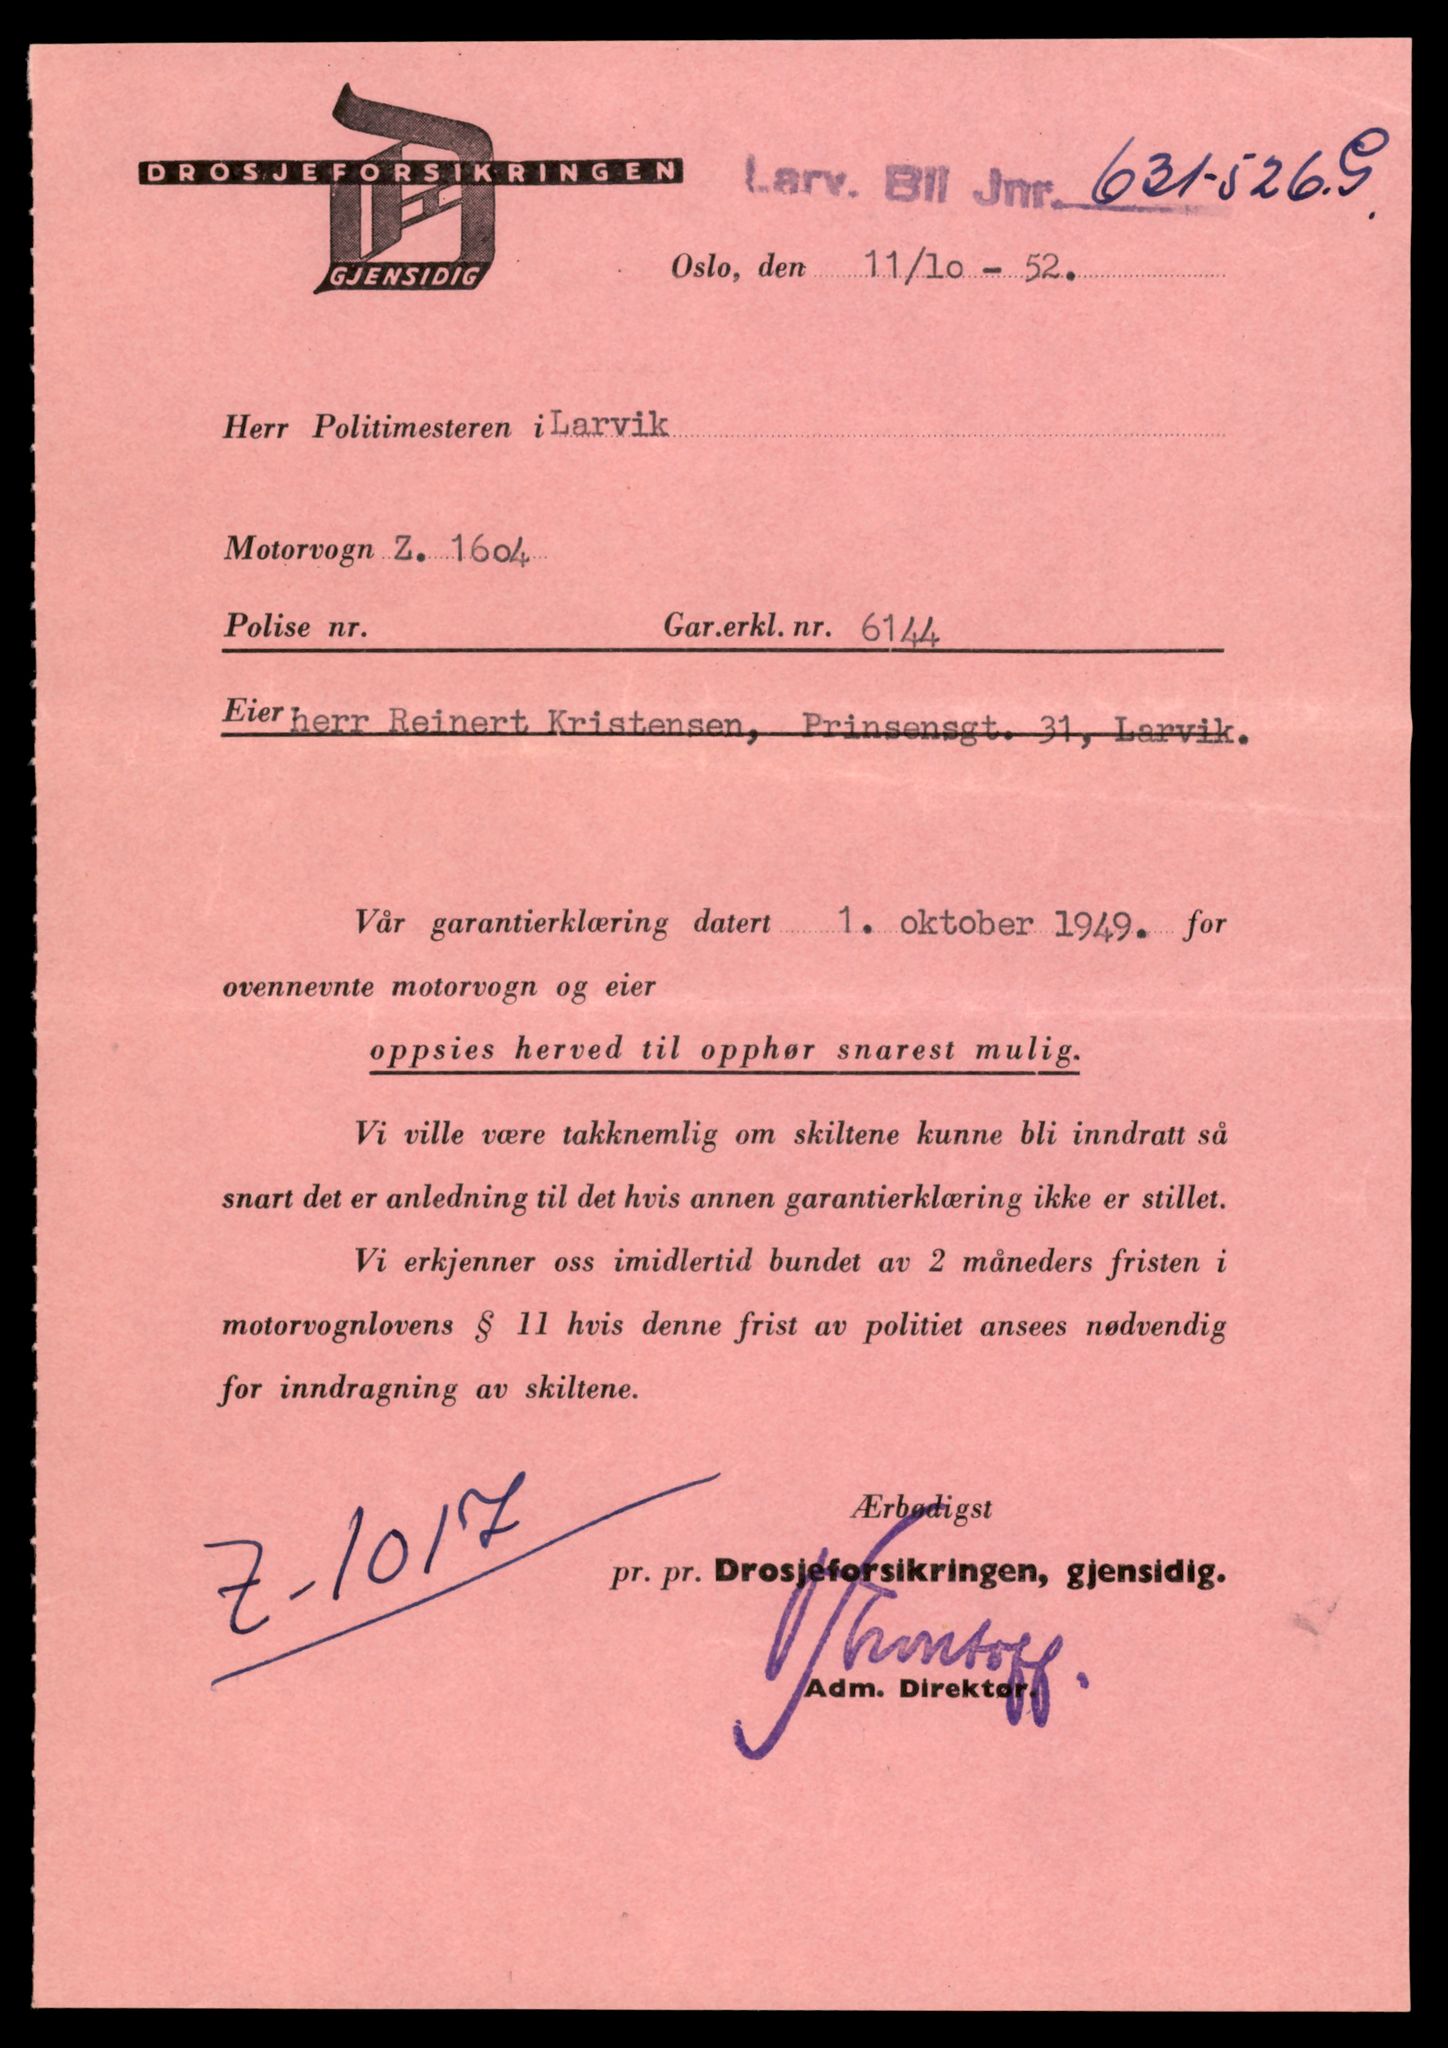 DROSJEFORSIKRINGEN
GJENSIDIG
Larv. Bil Jnr. 631-526.G.
Oslo, den 11/10 - 52.
Herr Politimesteren i Larvik
Motorvogn Z. 1604
Polise nr. Gar.erkl. nr. 6144
Eier herr Reinert Kristensen, Prinsensgt. 31, Larvik.
Vår garantierklæring datert 1. oktober 1949. for
ovennevnte motorvogn og eier
oppsies herved til opphør snarest mulig.
Vi ville være takknemlig om skiltene kunne bli inndratt så
snart det er anledning til det hvis annen garantierklæring ikke er stillet.
Vi erkjenner oss imidlertid bundet av 2 måneders fristen i
motorvognlovens § 11 hvis denne frist av politiet ansees nødvendig
for inndragning av skiltene.
Z-1017
Ærbødigst
pr. pr. Drosjeforsikringen, gjensidig.
Adm. Direktør.